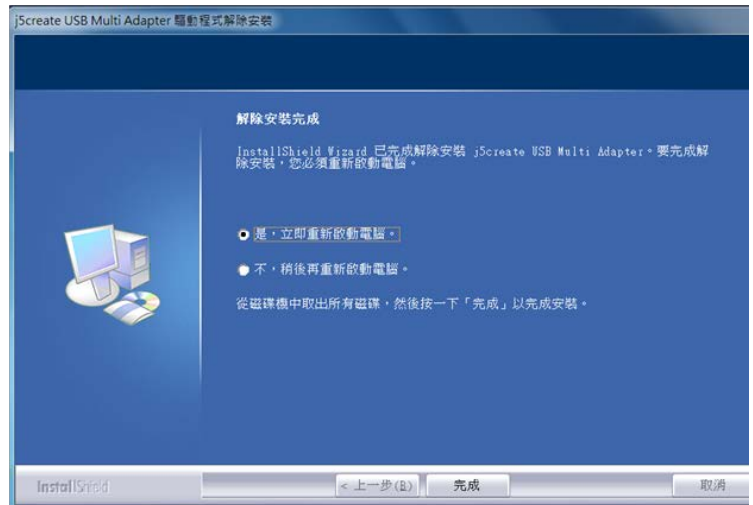 j5create USB Multi Adapter 驅動程式解除安裝
解除安裝完成
InstallShield Wizard 已完成解除安裝 j5create USB Multi Adapter。要完成解
除安裝，您必須重新啟動電腦。
是，立即重新啟動電腦。
不，稍後再重新啟動電腦。
從磁碟機中取出所有磁碟，然後按一下「完成」以完成安裝。
InstallShield
< 上一步(B)
完成
取消